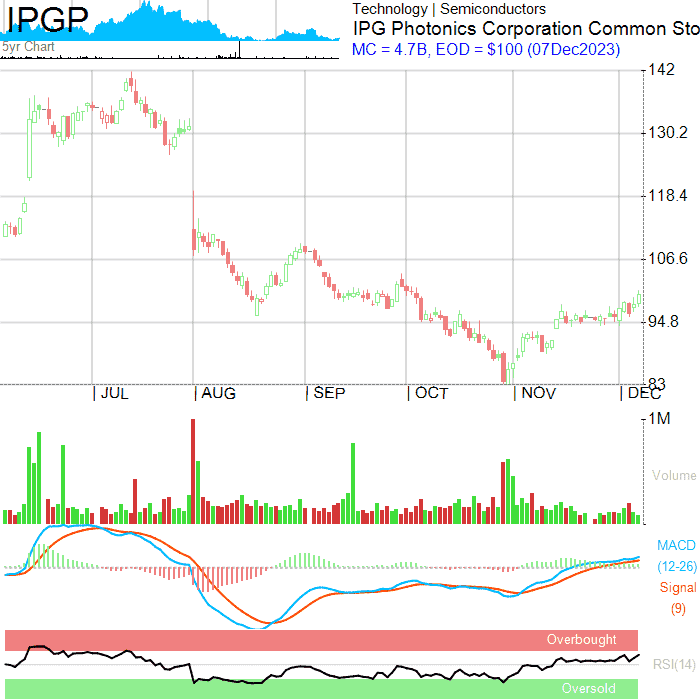 IPGP
5yr Chart
Technology | Semiconductors
IPG Photonics Corporation Common Sto
MC = 4.7B, EOD = $100 (07Dec2023)
142
130.2
118.4
106.6
94.8
83
| JUL | AUG | SEP | OCT | NOV | DEC
1M
Volume
MACD
(12-26)
Signal
(9)
Overbought
RSI(14)
Oversold